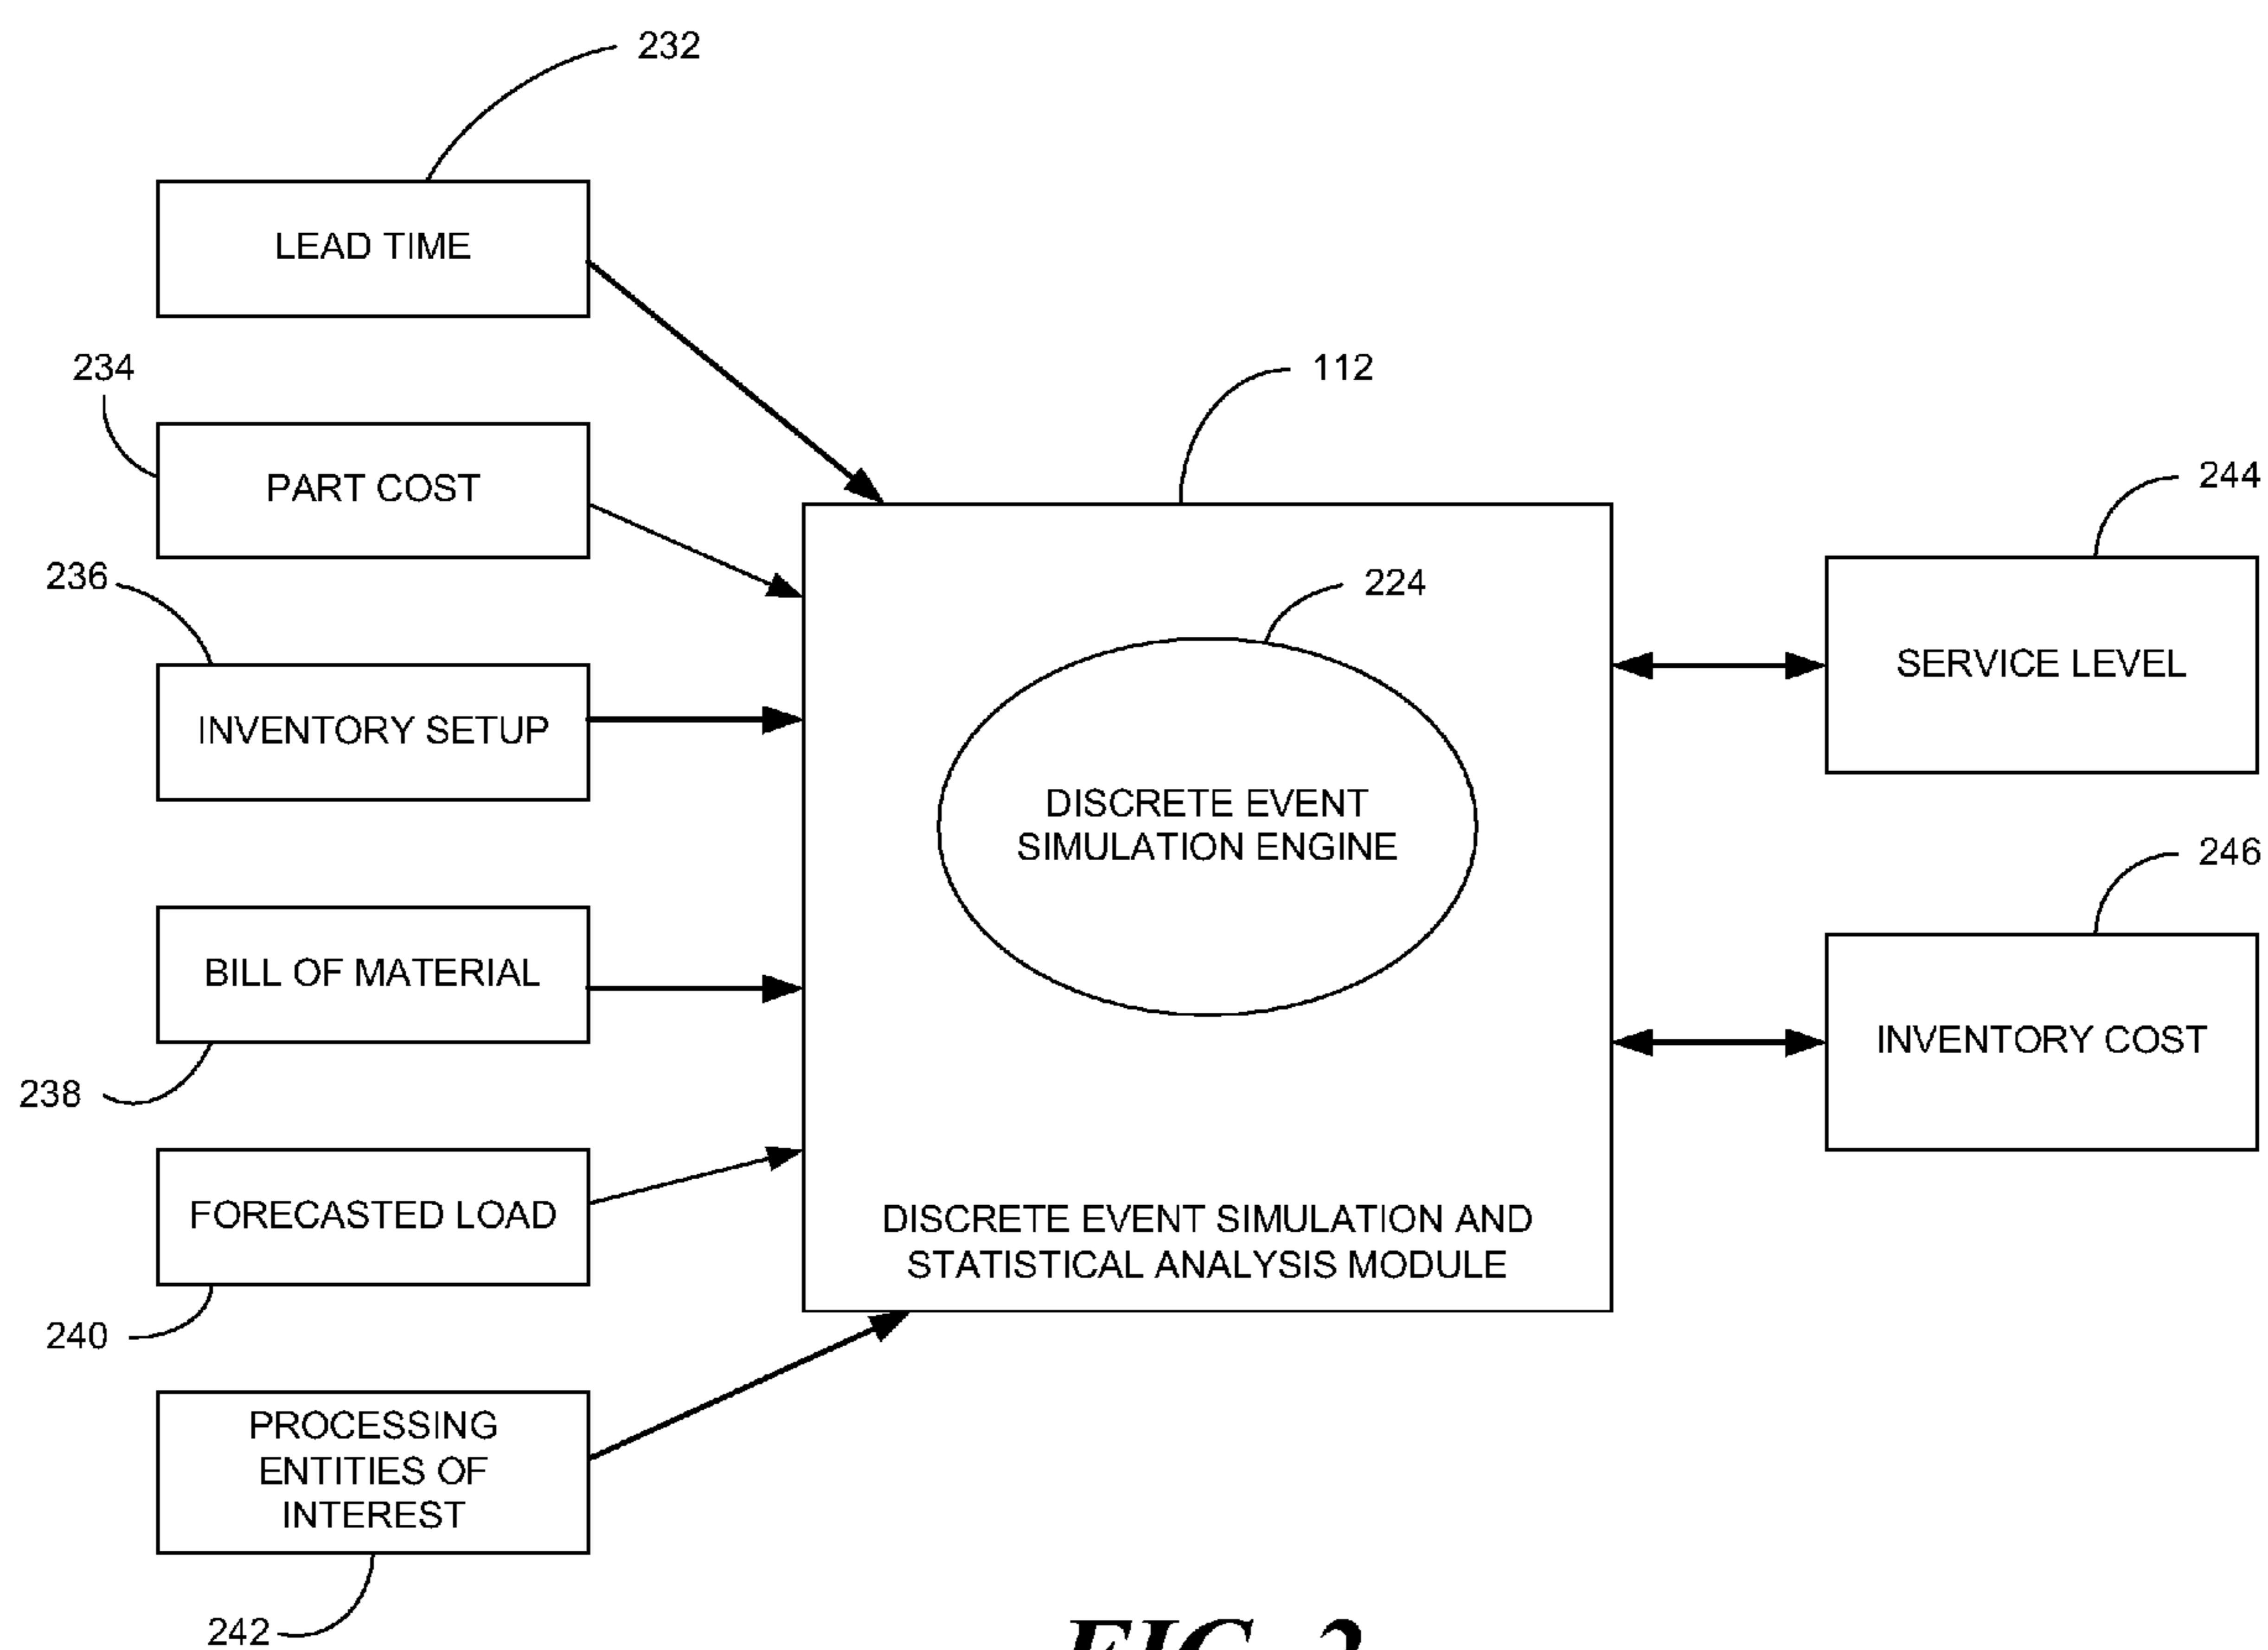 232
LEAD TIME
234
PART COST
236
INVENTORY SETUP
BILL OF MATERIAL
238
FORECASTED LOAD
240
PROCESSING
ENTITIES OF
INTEREST
242
112
224
DISCRETE EVENT
SIMULATION ENGINE
DISCRETE EVENT SIMULATION AND
STATISTICAL ANALYSIS MODULE
244
SERVICE LEVEL
246
INVENTORY COST
FIG. 2